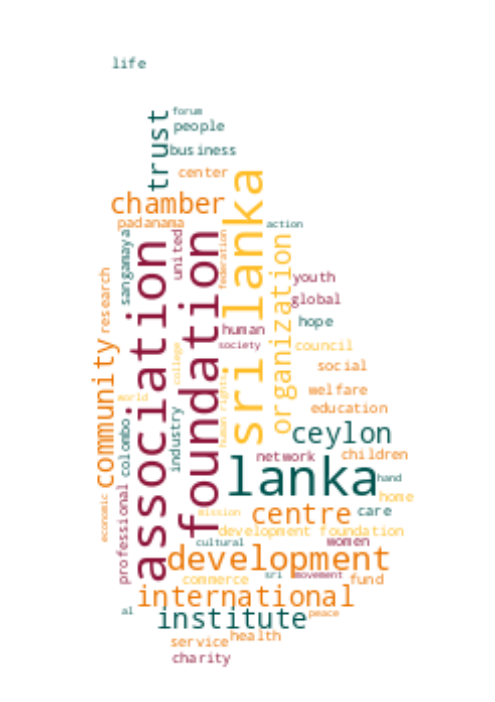 life
forum
trust
people
business
center
sri lanka
chamber
padanama
action
sangamaya
united
association
foundation
federation
organization
research
youth
global
hope
human
society
council
college
community
social
human rights
welfare
world
education
industry
colombo
ceylon
network
children
lanka
hand
professional
home
economic
mission
centre
care
development foundation
cultural
women
development
commerce
sri
movement
fund
international
al
institute
peace
service
health
charity